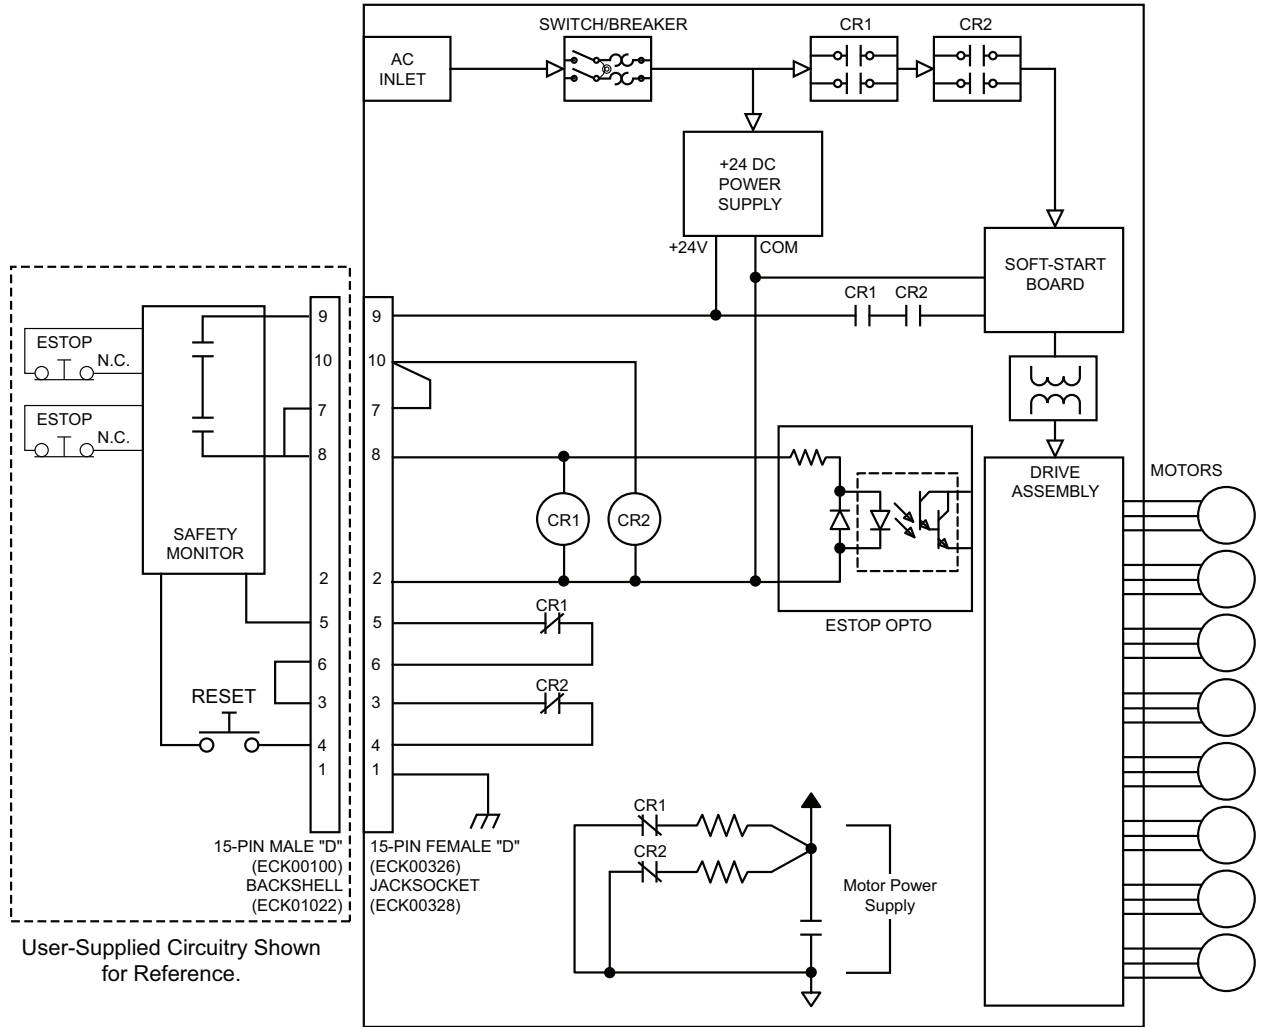 SWITCH/BREAKER
CR1
CR2
AC
INLET
+24 DC
POWER
SUPPLY
+24V
COM
SOFT-START
BOARD
CR1
CR2
ESTOP
N.C.
ESTOP
N.C.
SAFETY
MONITOR
RESET
9
10
7
8
2
5
6
3
4
1
9
10
7
8
2
5
6
3
4
1
CR1
CR2
ESTOP OPTO
DRIVE
ASSEMBLY
MOTORS
CR1
CR2
CR1
CR2
Motor Power
Supply
15-PIN MALE "D"
(ECK00100)
BACKSHELL
(ECK01022)
15-PIN FEMALE "D"
(ECK00326)
JACKSOCKET
(ECK00328)
User-Supplied Circuitry Shown
for Reference.